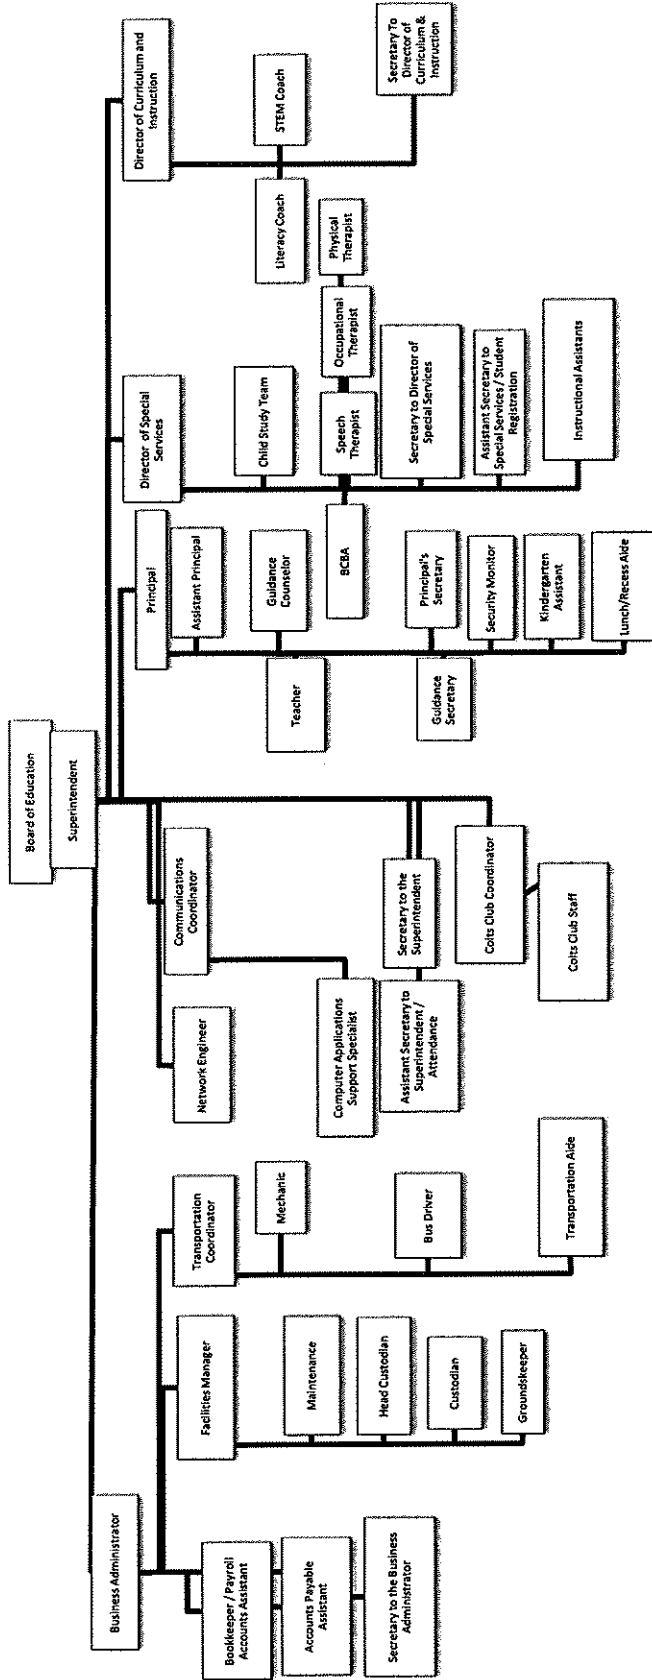 Board of Education
Superintendent
Business Administrator
Bookkeeper / Payroll
Accounts Assistant
Accounts Payable
Assistant
Secretary to the Business
Administrator
Facilities Manager
Maintenance
Head Custodian
Custodian
Groundskeeper
Transportation
Coordinator
Mechanic
Bus Driver
Transportation Aide
Network Engineer
Communications
Coordinator
Computer Applications
Support Specialist
Assistant Secretary to
Superintendent /
Attendance
Secretary to the
Superintendent
Colts Club Coordinator
Colts Club Staff
Principal
Assistant Principal
Teacher
Guidance
Counselor
Guidance
Secretary
Principal's
Secretary
Security Monitor
Kindergarten
Assistant
Lunch/Recess Aide
Director of Special
Services
Child Study Team
BCBA
Speech
Therapist
Occupational
Therapist
Physical
Therapist
Secretary to Director of
Special Services
Assistant Secretary to
Special Services / Student
Registration
Instructional Assistants
Director of Curriculum and
Instruction
Literacy Coach
STEM Coach
Secretary To
Director of
Curriculum &
Instruction